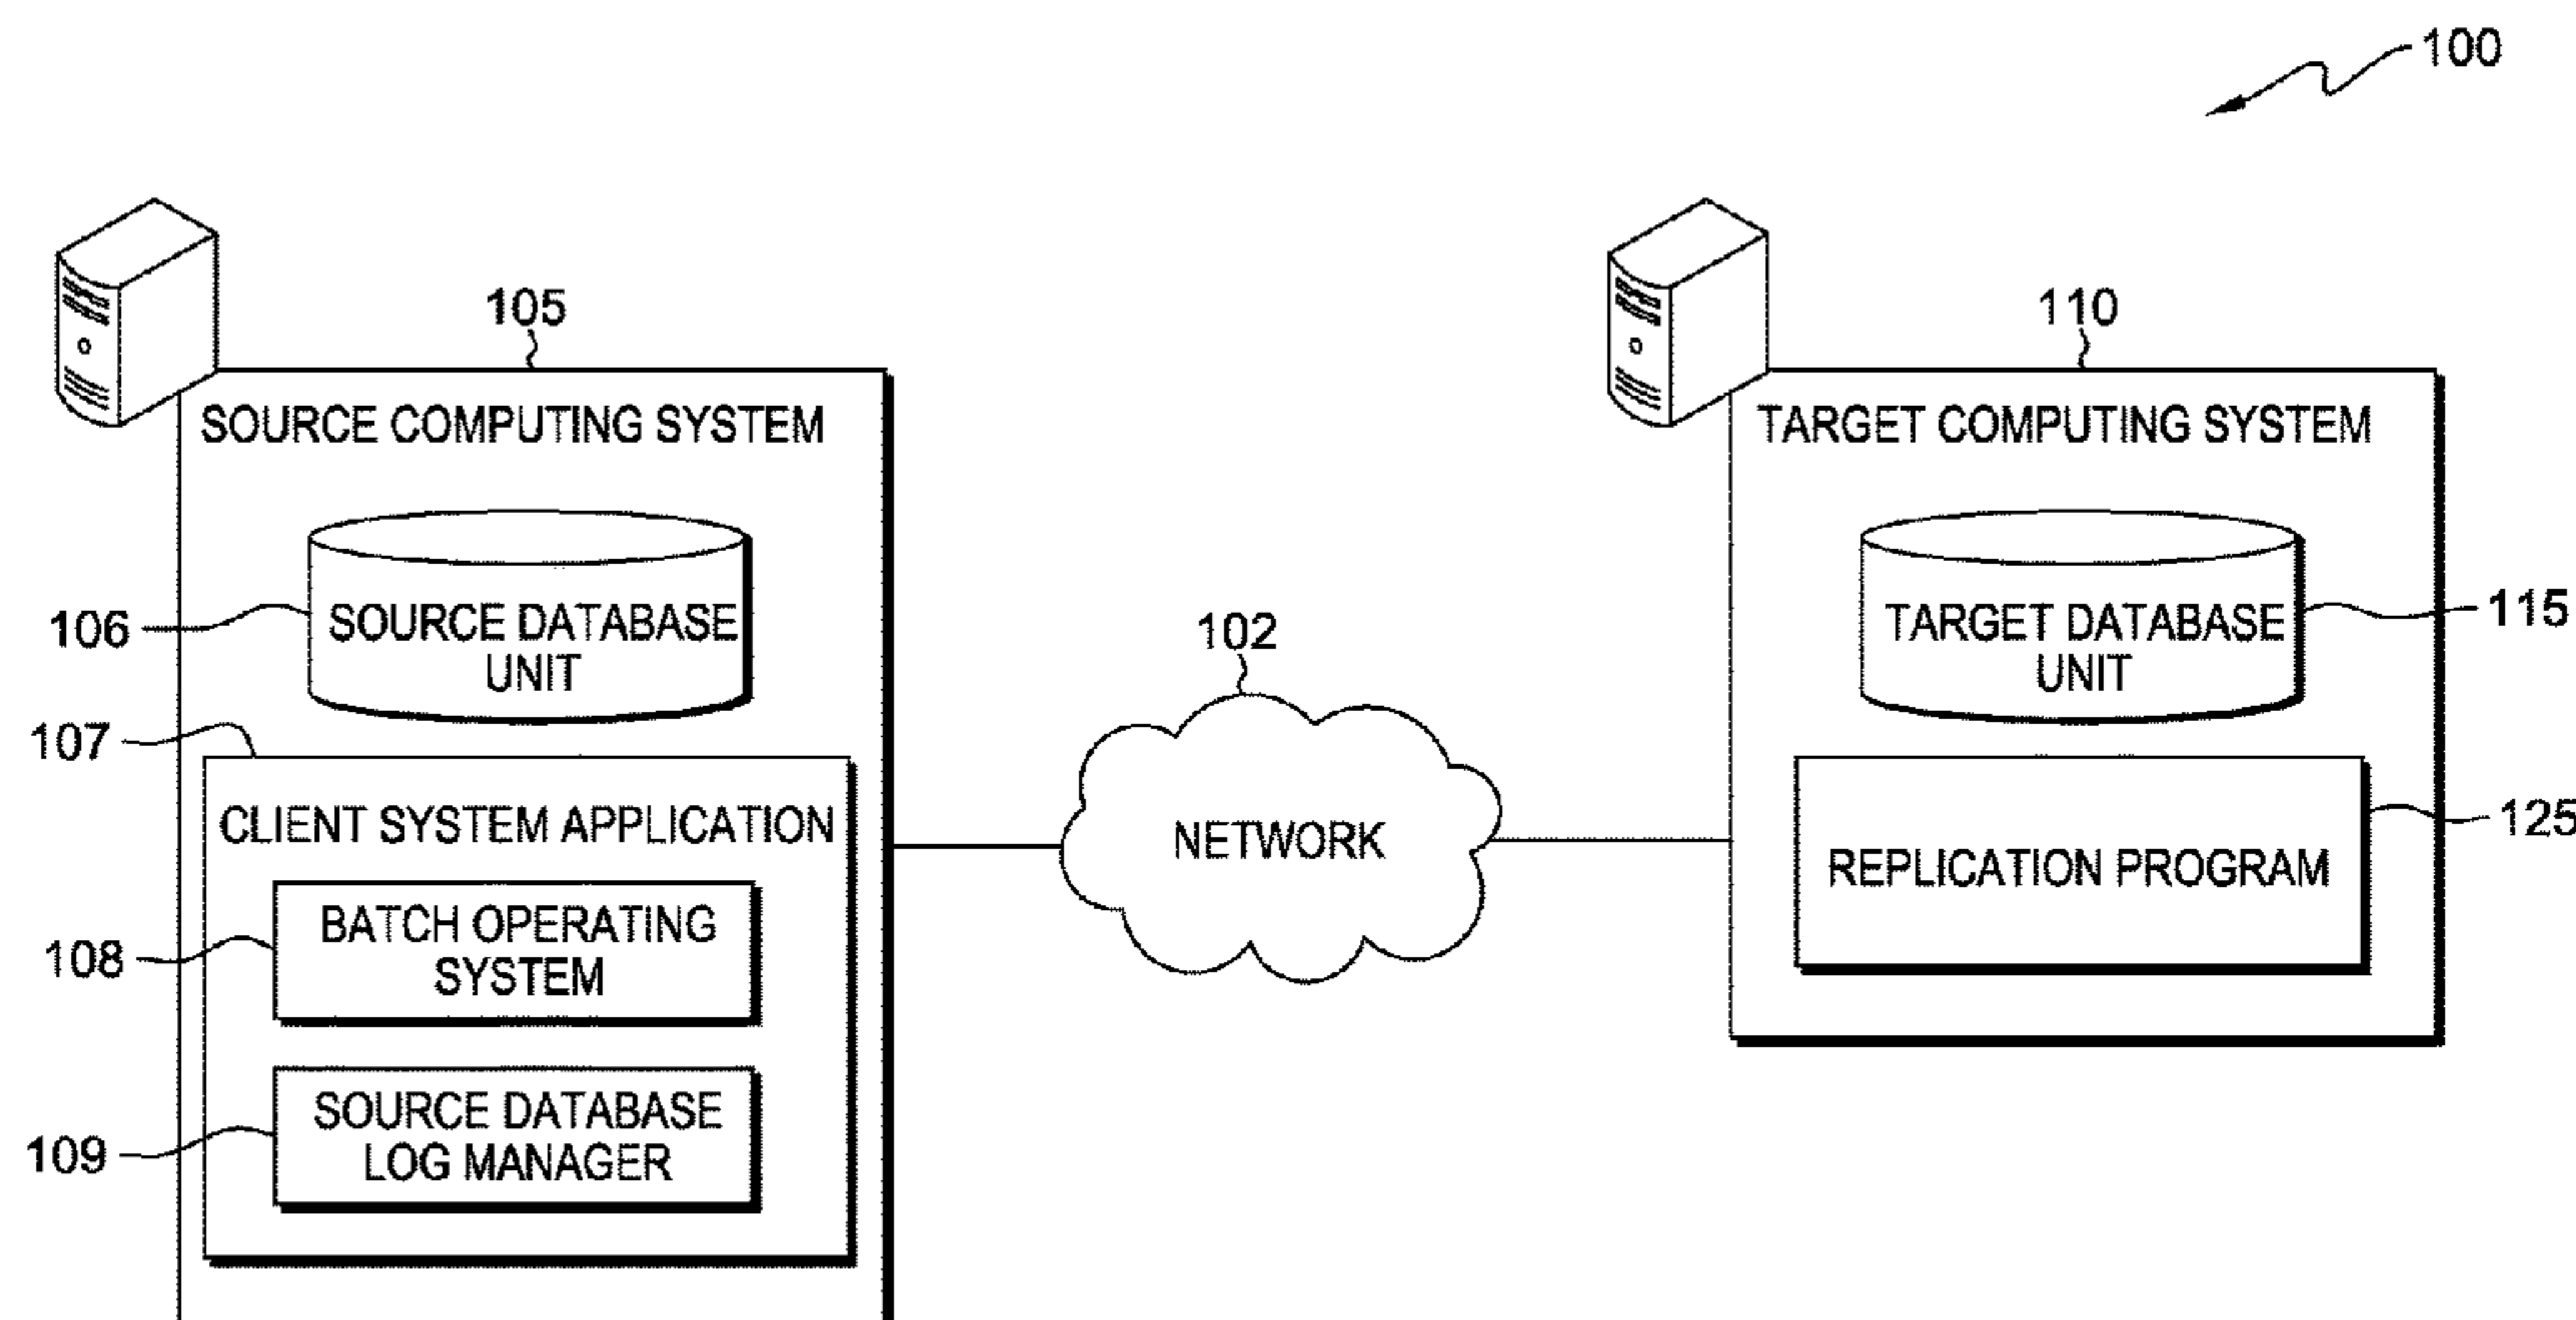 100
105
110
SOURCE COMPUTING SYSTEM
TARGET COMPUTING SYSTEM
106
SOURCE DATABASE
UNIT
TARGET DATABASE
UNIT
115
102
NETWORK
107
CLIENT SYSTEM APPLICATION
108
BATCH OPERATING
SYSTEM
109
SOURCE DATABASE
LOG MANAGER
REPLICATION PROGRAM
125